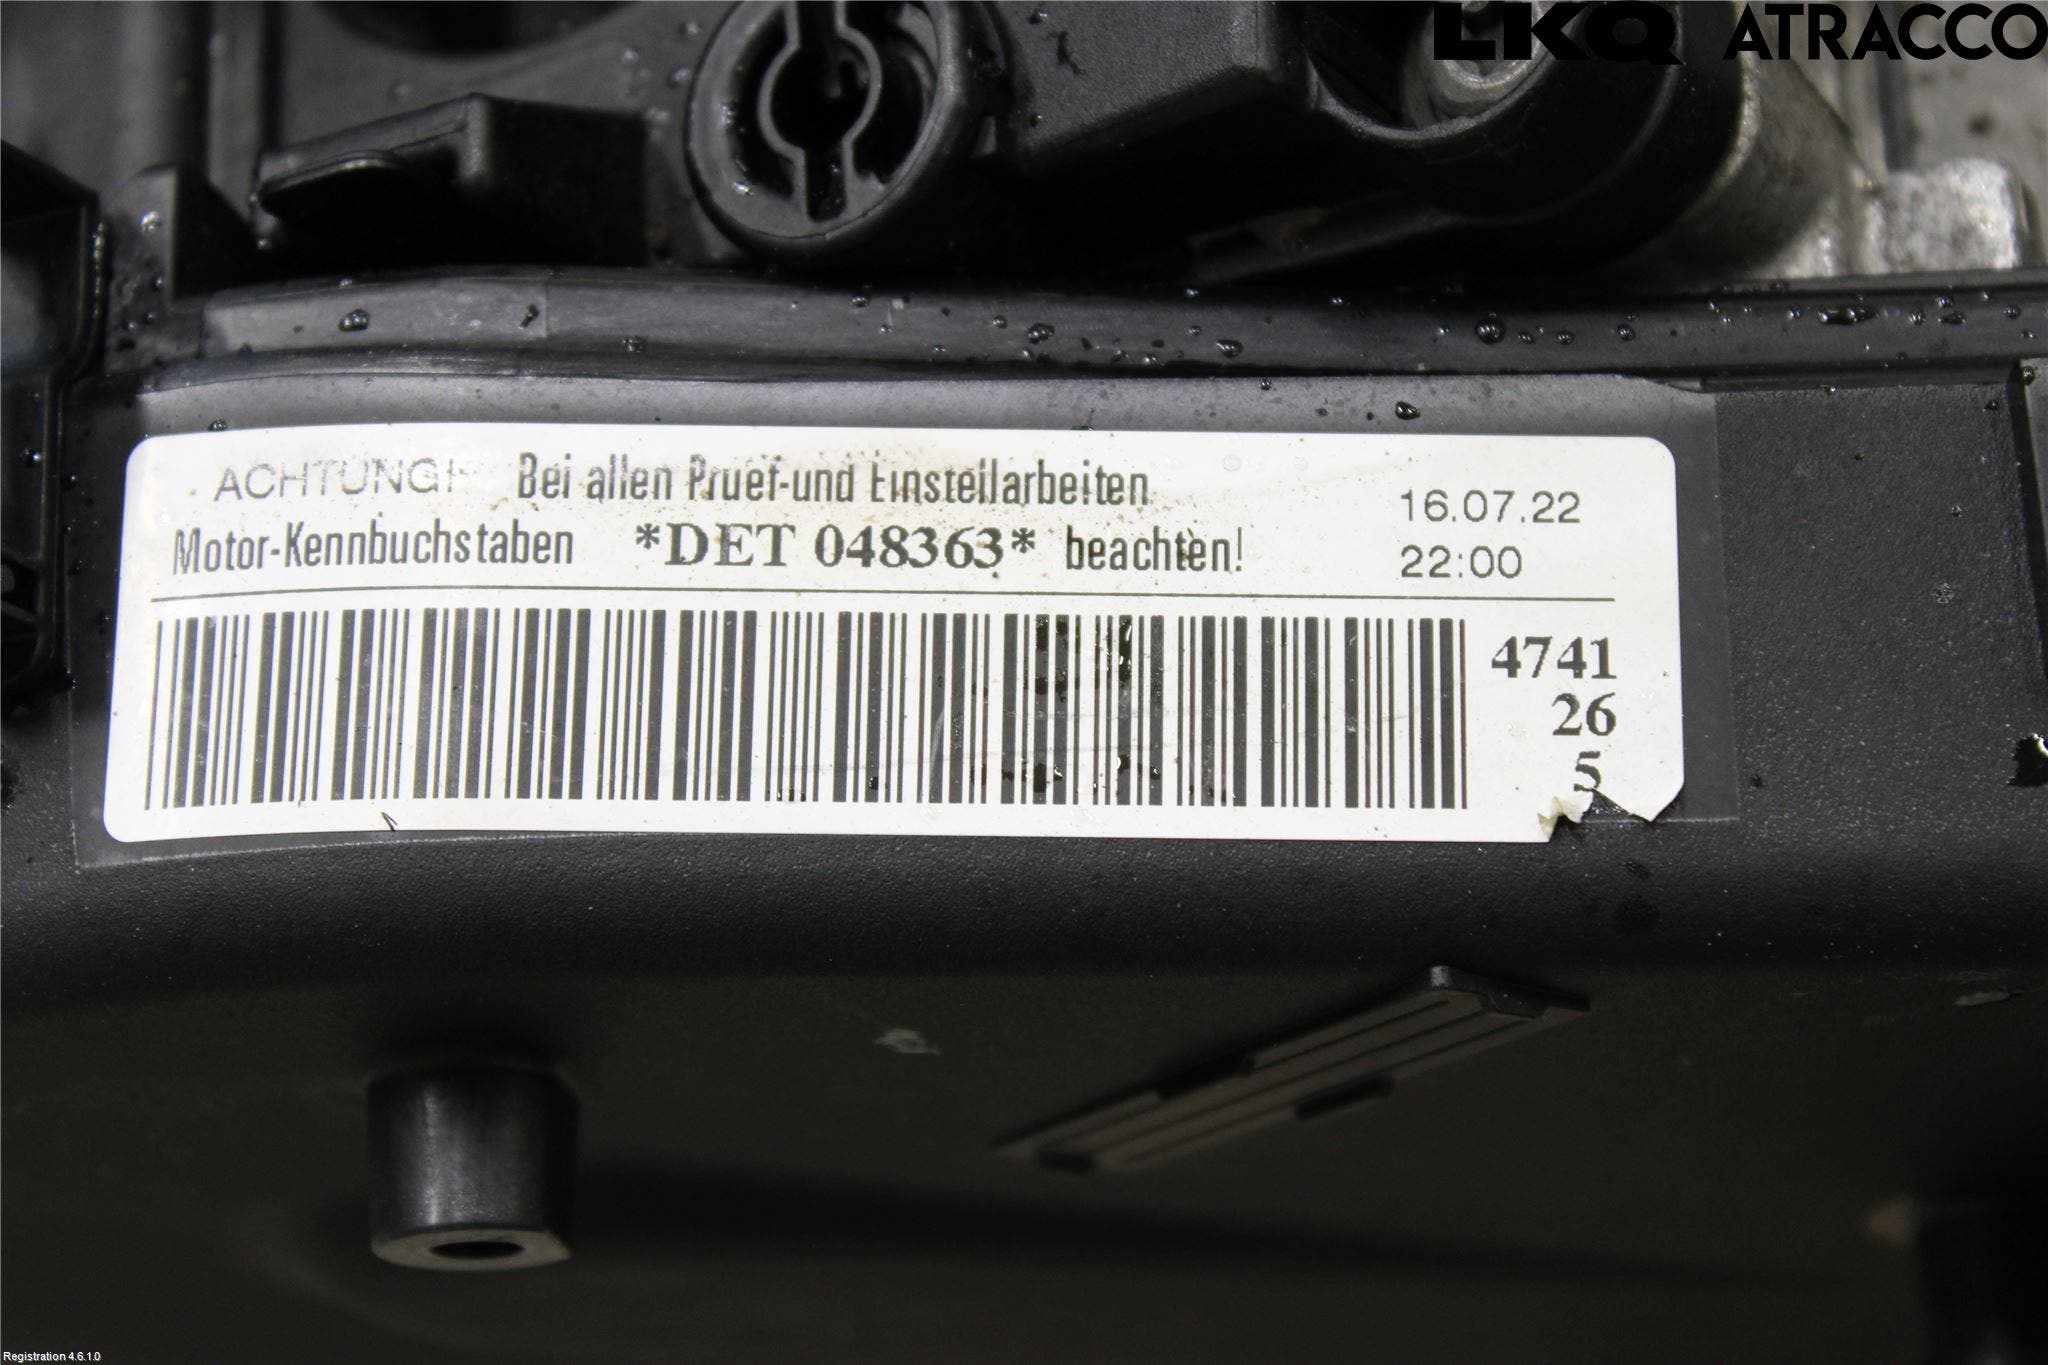 LKQ ATRACCO
ACHTUNG! Bei allen Pruef-und Einstellarbeiten
Motor-Kennbuchstaben *DET 048363* beachten!
16.07.22
22:00
4741
26
5
Registration 4.6.1.0